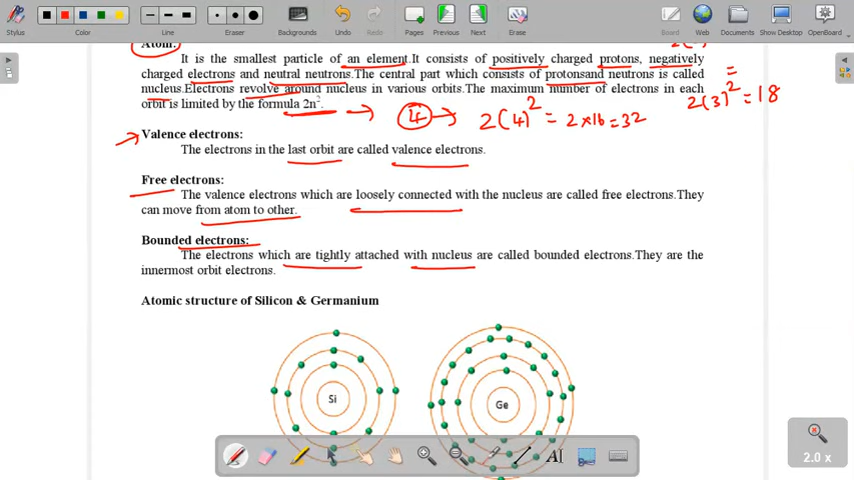 Stylus
Color
Line
Eraser
Backgrounds
Undo
Redo
Pages
Previous
Next
Erase
Board
Web
Documents
Show Desktop
OpenBoard
Atom:
It is the smallest particle of an element.It consists of positively charged protons, negatively
charged electrons and neutral neutrons.The central part which consists of protonsand neutrons is called
nucleus.Electrons revolve around nucleus in various orbits.The maximum number of electrons in each
orbit is limited by the formula 2n².
4 2(4)² = 2×16=32
=
2(3)² = 18
Valence electrons:
The electrons in the last orbit are called valence electrons.
Free electrons:
The valence electrons which are loosely connected with the nucleus are called free electrons.They
can move from atom to other.
Bounded electrons:
The electrons which are tightly attached with nucleus are called bounded electrons.They are the
innermost orbit electrons.
Atomic structure of Silicon & Germanium
Si
Ge
2.0 x